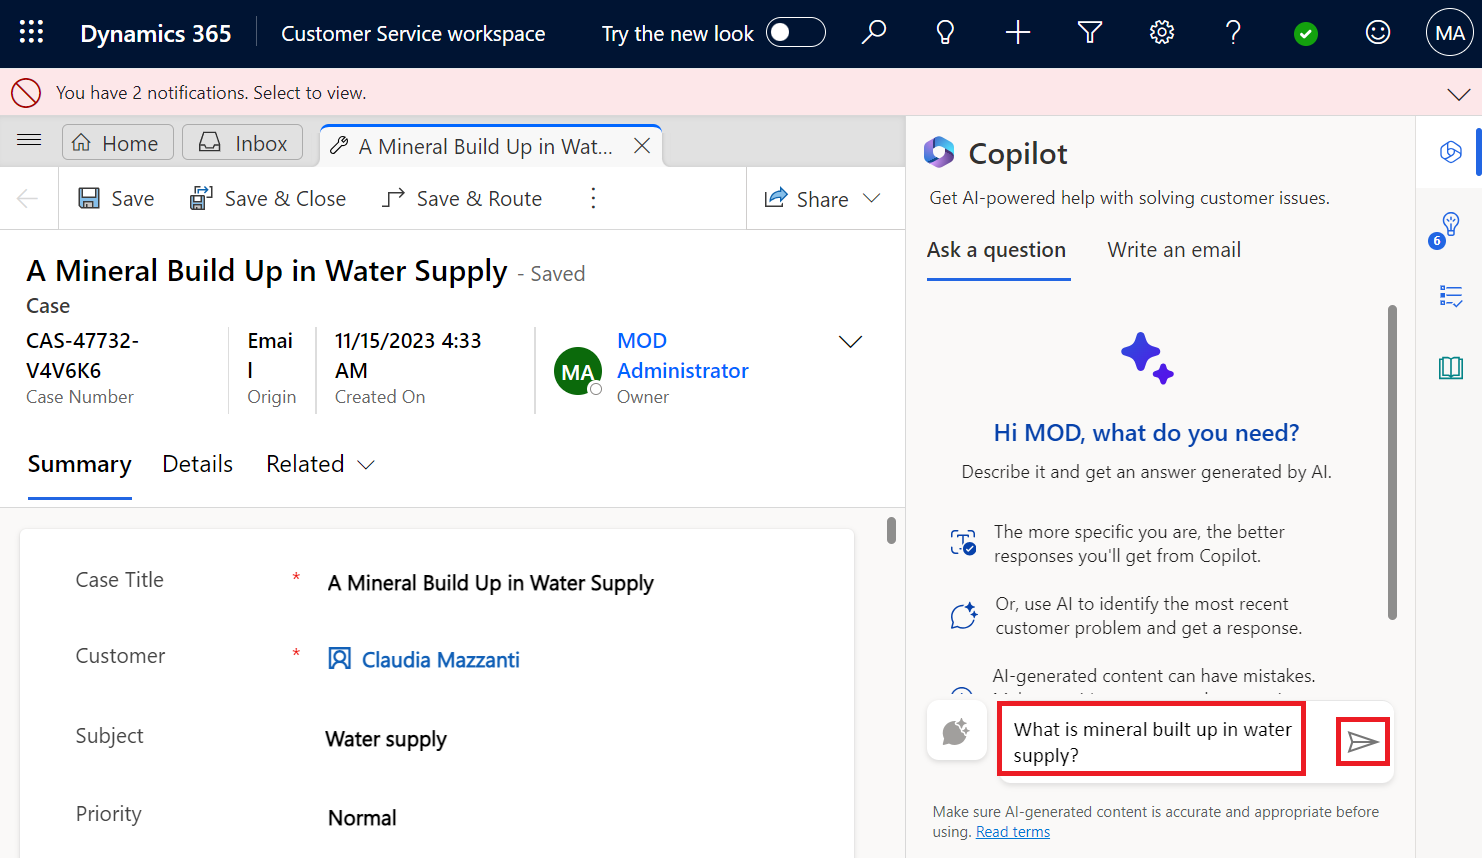 Dynamics 365
Customer Service workspace
Try the new look
MA
You have 2 notifications. Select to view.
Home
Inbox
A Mineral Build Up in Wat...
Save
Save & Close
Save & Route
Share
A Mineral Build Up in Water Supply - Saved
Case
CAS-47732-
V4V6K6
Case Number
Emai
l
Origin
11/15/2023 4:33
AM
Created On
MA
MOD
Administrator
Owner
Summary
Details
Related
Case Title *
A Mineral Build Up in Water Supply
Customer *
Claudia Mazzanti
Subject
Water supply
Priority
Normal
Copilot
Get AI-powered help with solving customer issues.
Ask a question
Write an email
Hi MOD, what do you need?
Describe it and get an answer generated by AI.
The more specific you are, the better
responses you'll get from Copilot.
Or, use AI to identify the most recent
customer problem and get a response.
AI-generated content can have mistakes.
What is mineral built up in water
supply?
Make sure AI-generated content is accurate and appropriate before
using. Read terms
6